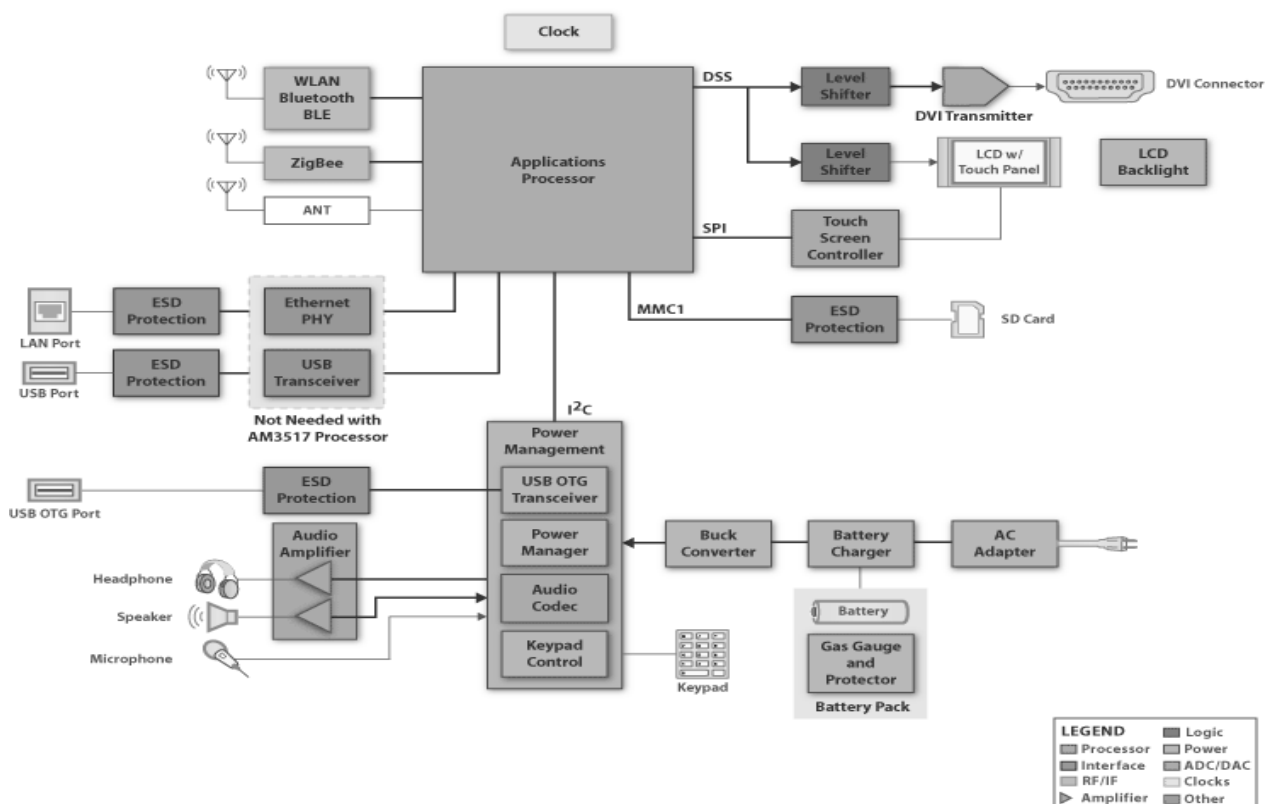 Clock
WLAN
Bluetooth
BLE
ZigBee
ANT
Applications
Processor
DSS
Level
Shifter
DVI Transmitter
DVI Connector
Level
Shifter
LCD w/
Touch Panel
LCD
Backlight
SPI
Touch
Screen
Controller
MMC1
ESD
Protection
SD Card
LAN Port
ESD
Protection
Ethernet
PHY
USB Port
ESD
Protection
USB
Transceiver
Not Needed with
AM3517 Processor
I²C
Power
Management
USB OTG
Transceiver
Power
Manager
Audio
Codec
Keypad
Control
USB OTG Port
ESD
Protection
Audio
Amplifier
Headphone
Speaker
Microphone
Keypad
Buck
Converter
Battery
Charger
AC
Adapter
Battery
Gas Gauge
and
Protector
Battery Pack
LEGEND
Processor
Interface
RF/IF
Amplifier
Logic
Power
ADC/DAC
Clocks
Other